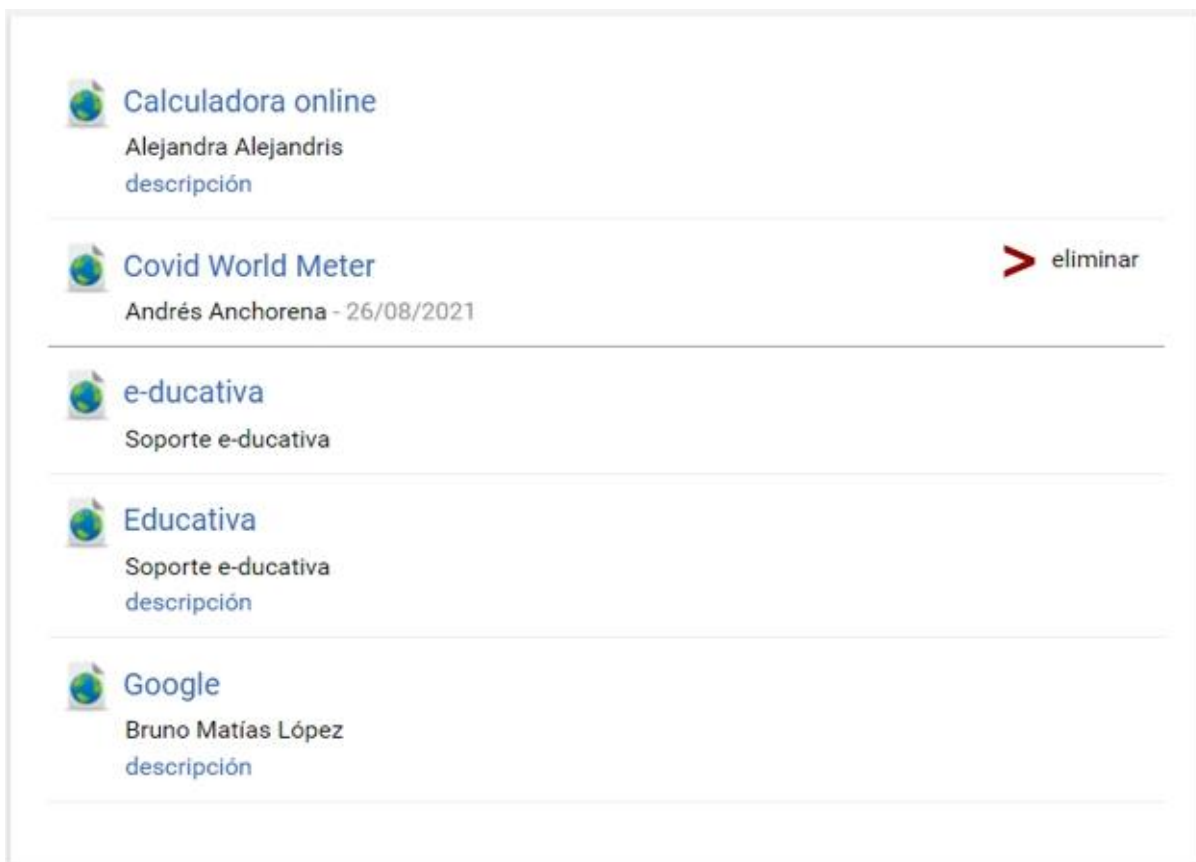 Calculadora online
Alejandra Alejandris
descripción
Covid World Meter
> eliminar
Andrés Anchorena - 26/08/2021
e-ducativa
Soporte e-ducativa
Educativa
Soporte e-ducativa
descripción
Google
Bruno Matías López
descripción